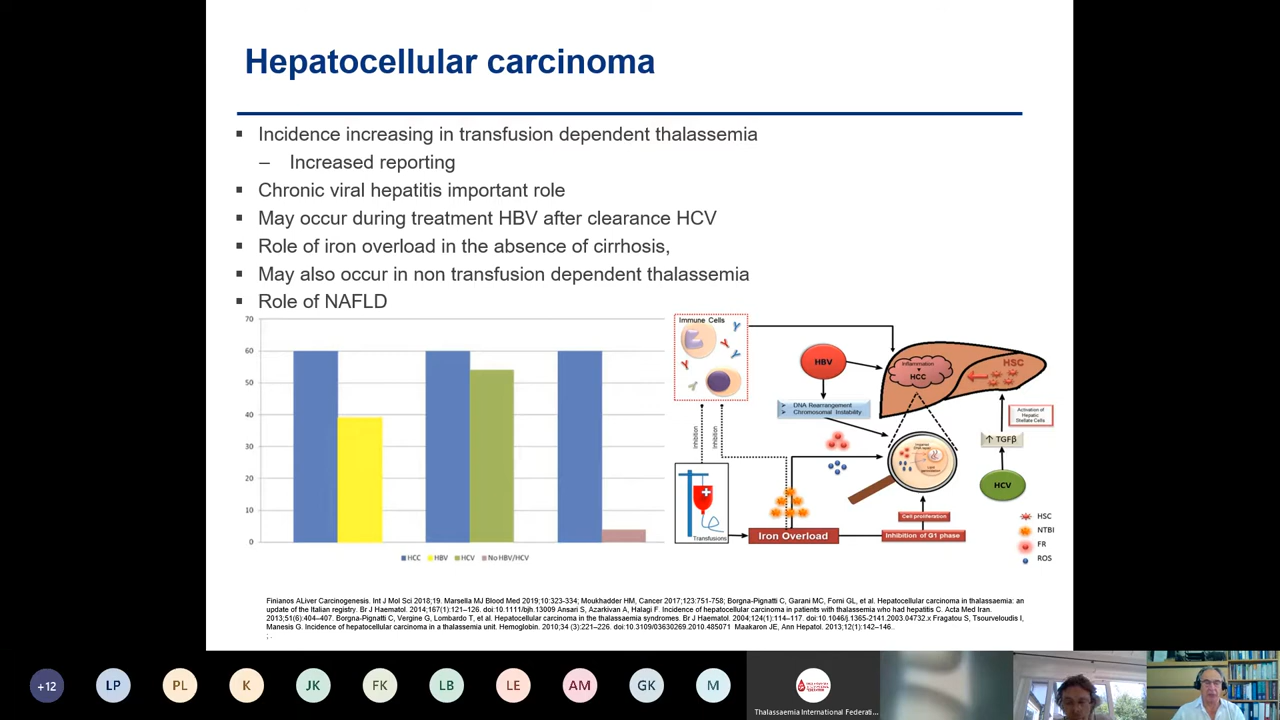 Hepatocellular carcinoma
▪ Incidence increasing in transfusion dependent thalassemia
– Increased reporting
▪ Chronic viral hepatitis important role
▪ May occur during treatment HBV after clearance HCV
▪ Role of iron overload in the absence of cirrhosis,
▪ May also occur in non transfusion dependent thalassemia
▪ Role of NAFLD
70
60
50
40
30
20
10
0
HCC HBV HCV No HBV/HCV
Immune Cells
HBV
DNA Rearrangement
Chromosomal Instability
Inflammation
HCC
HSC
Activation of
Hepatic
Stellate Cells
↑ TGFβ
HCV
Inhibition
Inhibition
Transfusions
Iron Overload
Cell proliferation
Inhibition of G1 phase
HSC
NTBI
FR
ROS
Finianos ALiver Carcinogenesis. Int J Mol Sci 2018;19. Marsella MJ Blood Med 2019;10:323-334; Moukhadder HM, Cancer 2017;123:751-758; Borgna-Pignatti C, Garani MC, Forni GL, et al. Hepatocellular carcinoma in thalassaemia: an
update of the Italian registry. Br J Haematol. 2014;167(1):121–126. doi:10.1111/bjh.13009 Ansari S, Azarkivan A, Halagi F. Incidence of hepatocellular carcinoma in patients with thalassemia who had hepatitis C. Acta Med Iran.
2013;51(6):404–407. Borgna-Pignatti C, Vergine G, Lombardo T, et al. Hepatocellular carcinoma in the thalassaemia syndromes. Br J Haematol. 2004;124(1):114–117. doi:10.1046/j.1365-2141.2003.04732.x Fragatou S, Tsourveloudis I,
Manesis G. Incidence of hepatocellular carcinoma in a thalassemia unit. Hemoglobin. 2010;34 (3):221–226. doi:10.3109/03630269.2010.485071 Maakaron JE, Ann Hepatol. 2013;12(1):142–146..
; .
+12 LP PL K JK FK LB LE AM GK M
Thalassaemia International Federati...